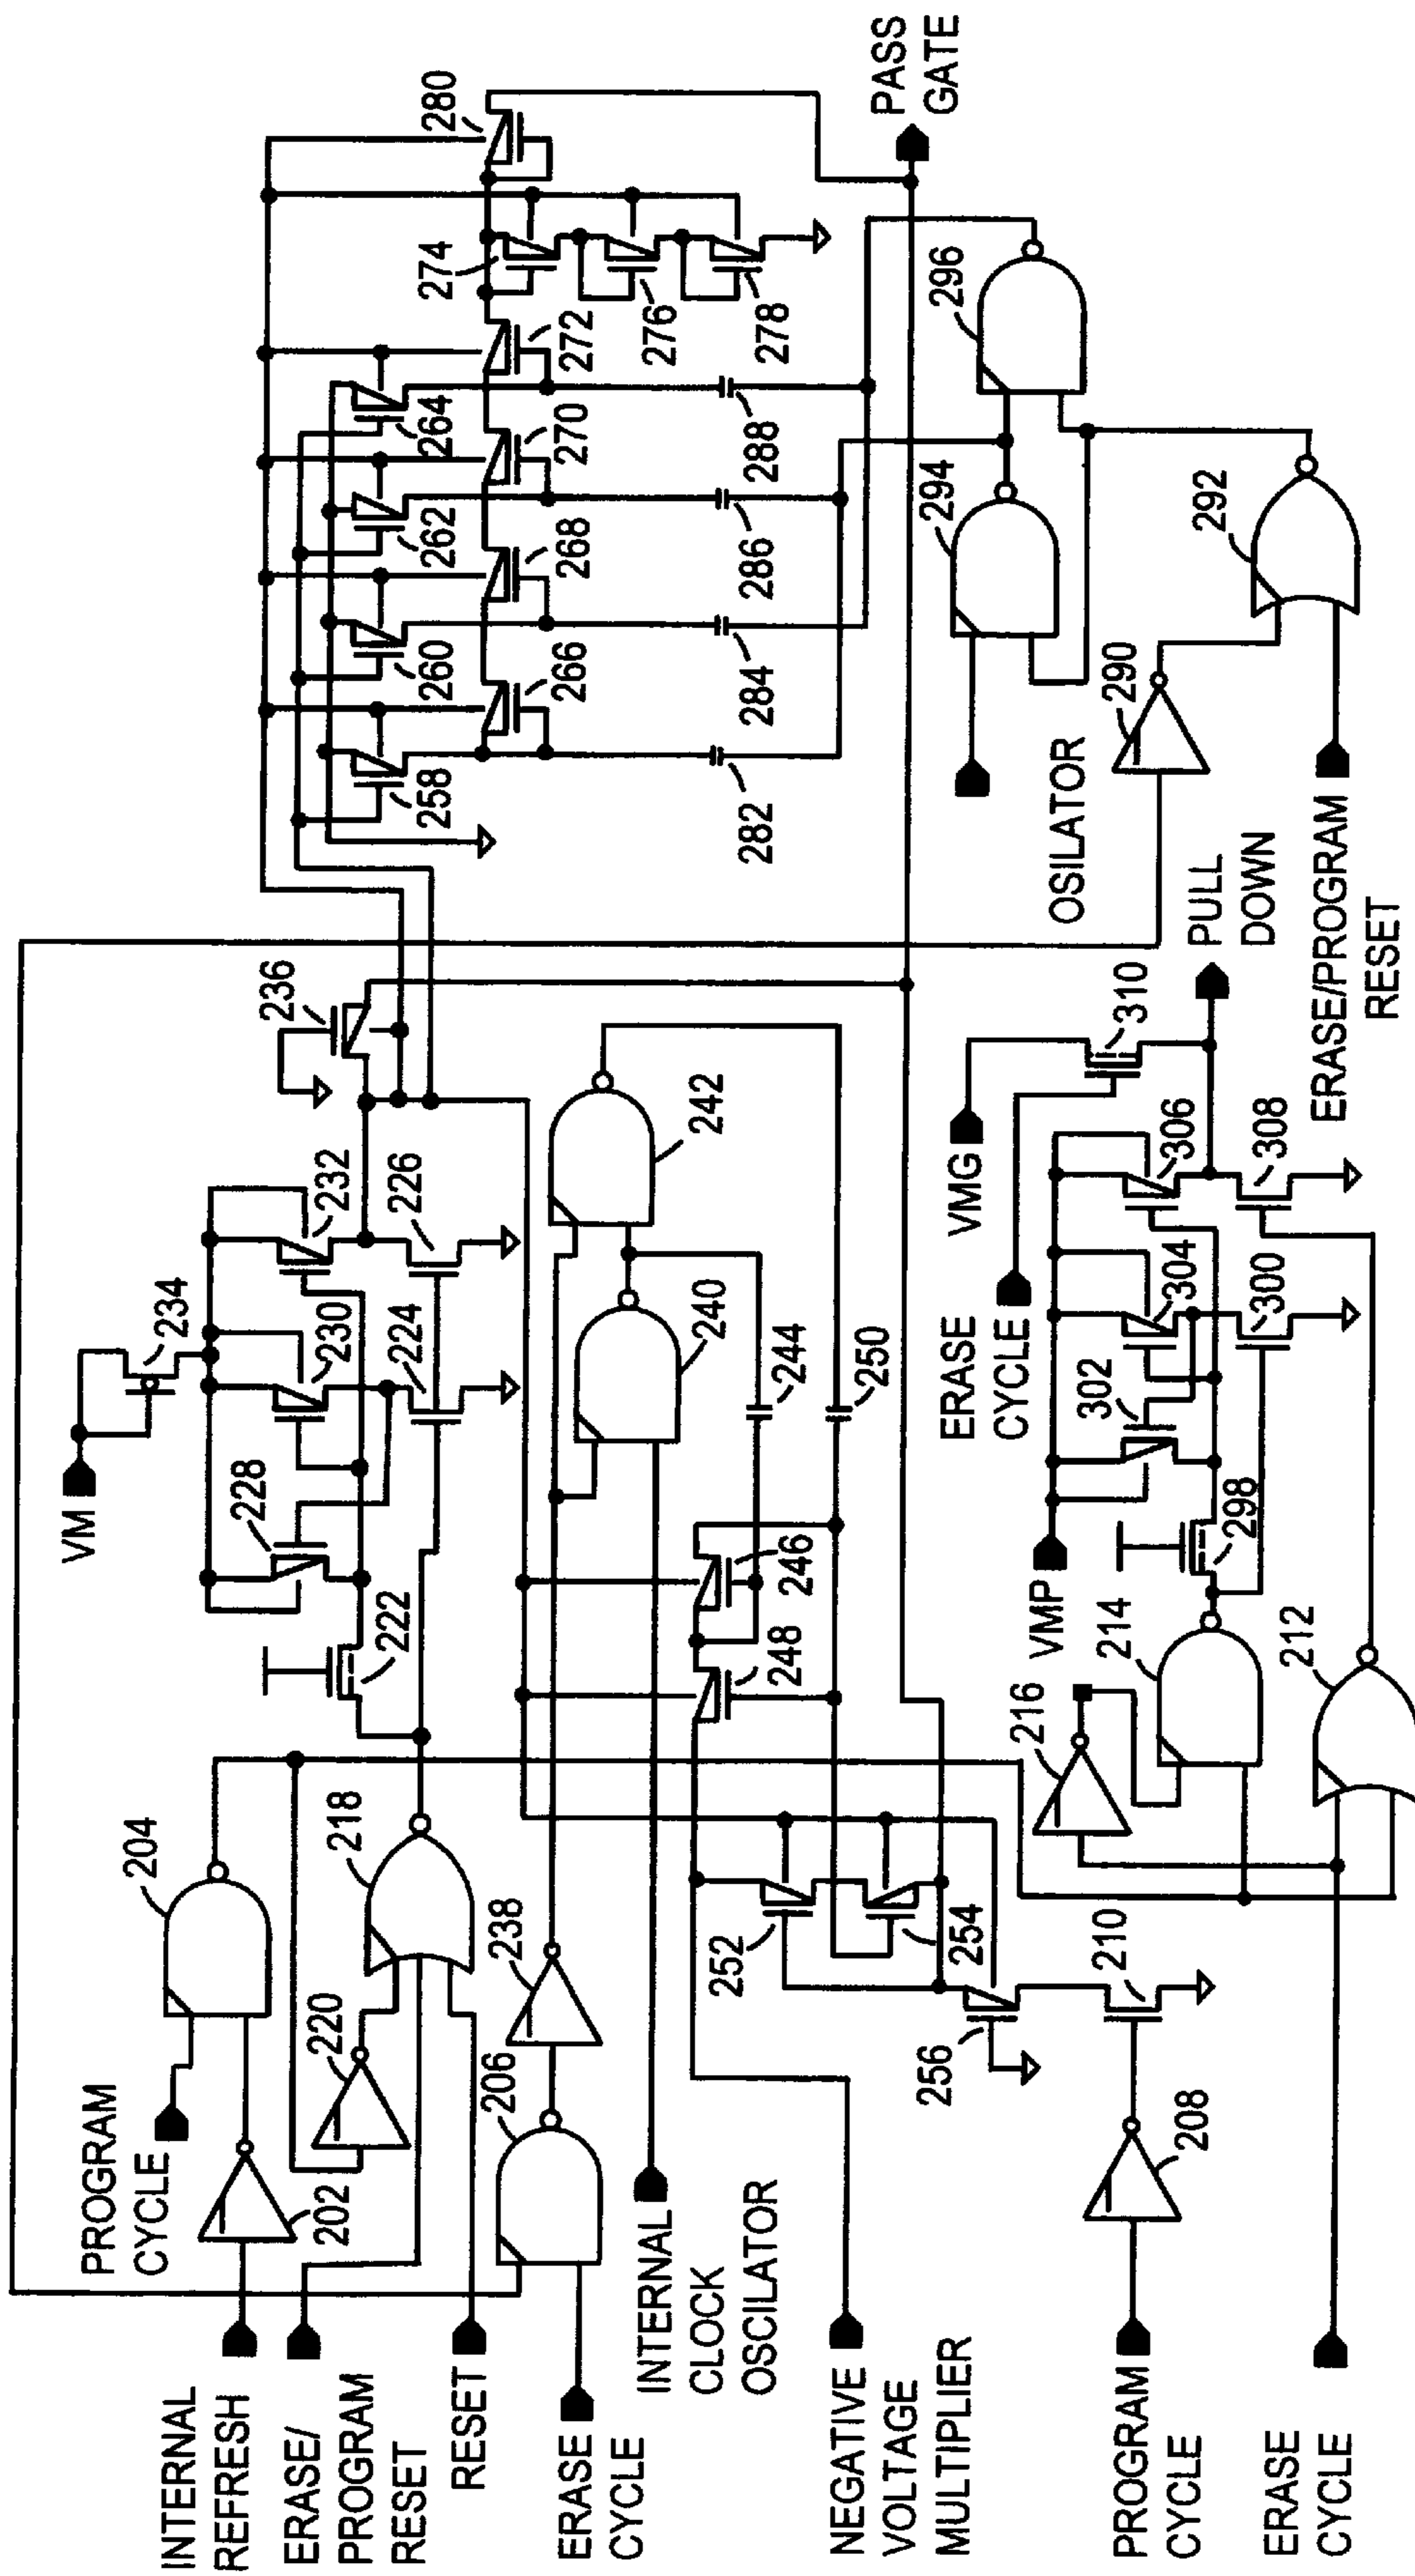 INTERNAL
REFRESH
ERASE/
PROGRAM
RESET
RESET
PROGRAM
CYCLE
ERASE
CYCLE
INTERNAL
CLOCK
OSCILATOR
NEGATIVE
VOLTAGE
MULTIPLIER
PROGRAM
CYCLE
ERASE
CYCLE
202
204
220
218
206
238
208
210
256
252
254
216
214
212
VM
222
228
230
224
232
226
234
236
240
242
244
250
246
248
VMP
298
302
304
300
306
308
310
ERASE
CYCLE
VMG
PULL
DOWN
ERASE/PROGRAM
RESET
OSILATOR
290
292
294
296
258
260
262
264
266
268
270
272
274
276
278
280
282
284
286
288
PASS
GATE